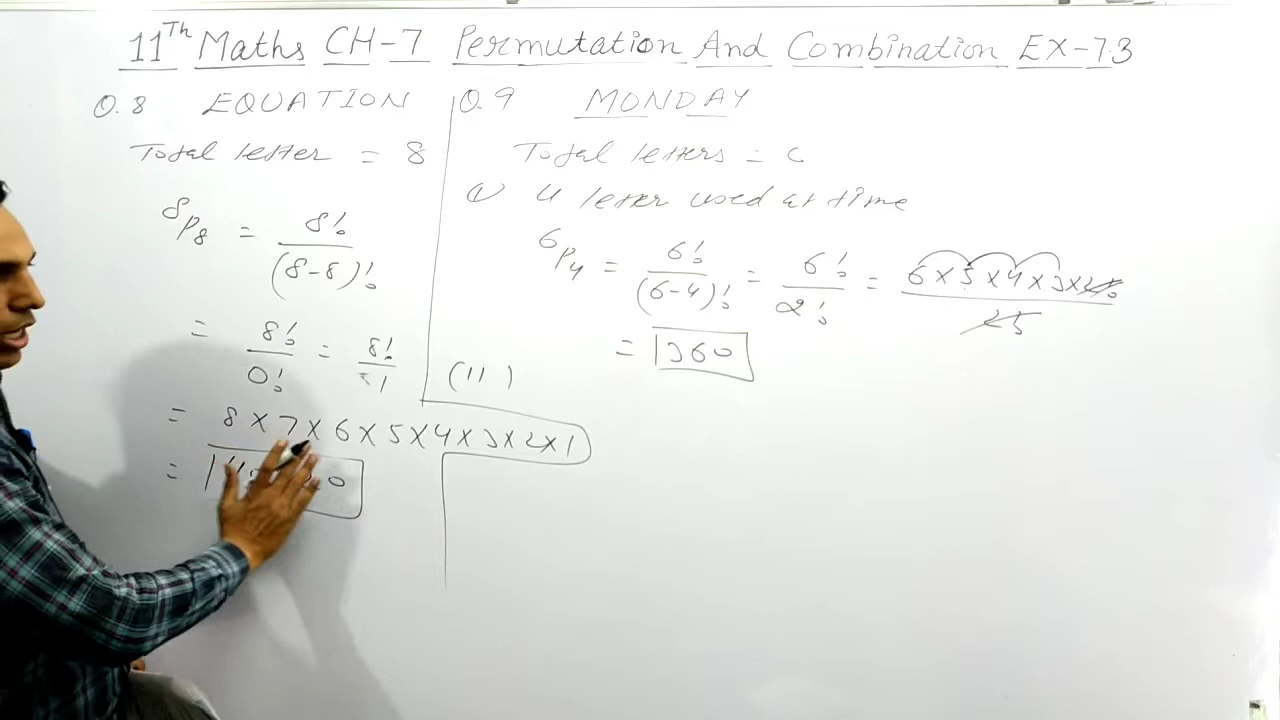 11Th Maths CH-7 Permutation And Combination EX-7.3
Q.8 EQUATION
Total letter = 8
8P8 = 8! / (8-8)!
= 8! / 0! = 8! / 1
= 8 × 7 × 6 × 5 × 4 × 3 × 2 × 1
=
Q.9 MONDAY
Total letters = 6
(i) 4 letter used at time
6P4 = 6! / (6-4)! = 6! / 2! = 6 × 5 × 4 × 3 × 2! / 2!
= 360
(ii)